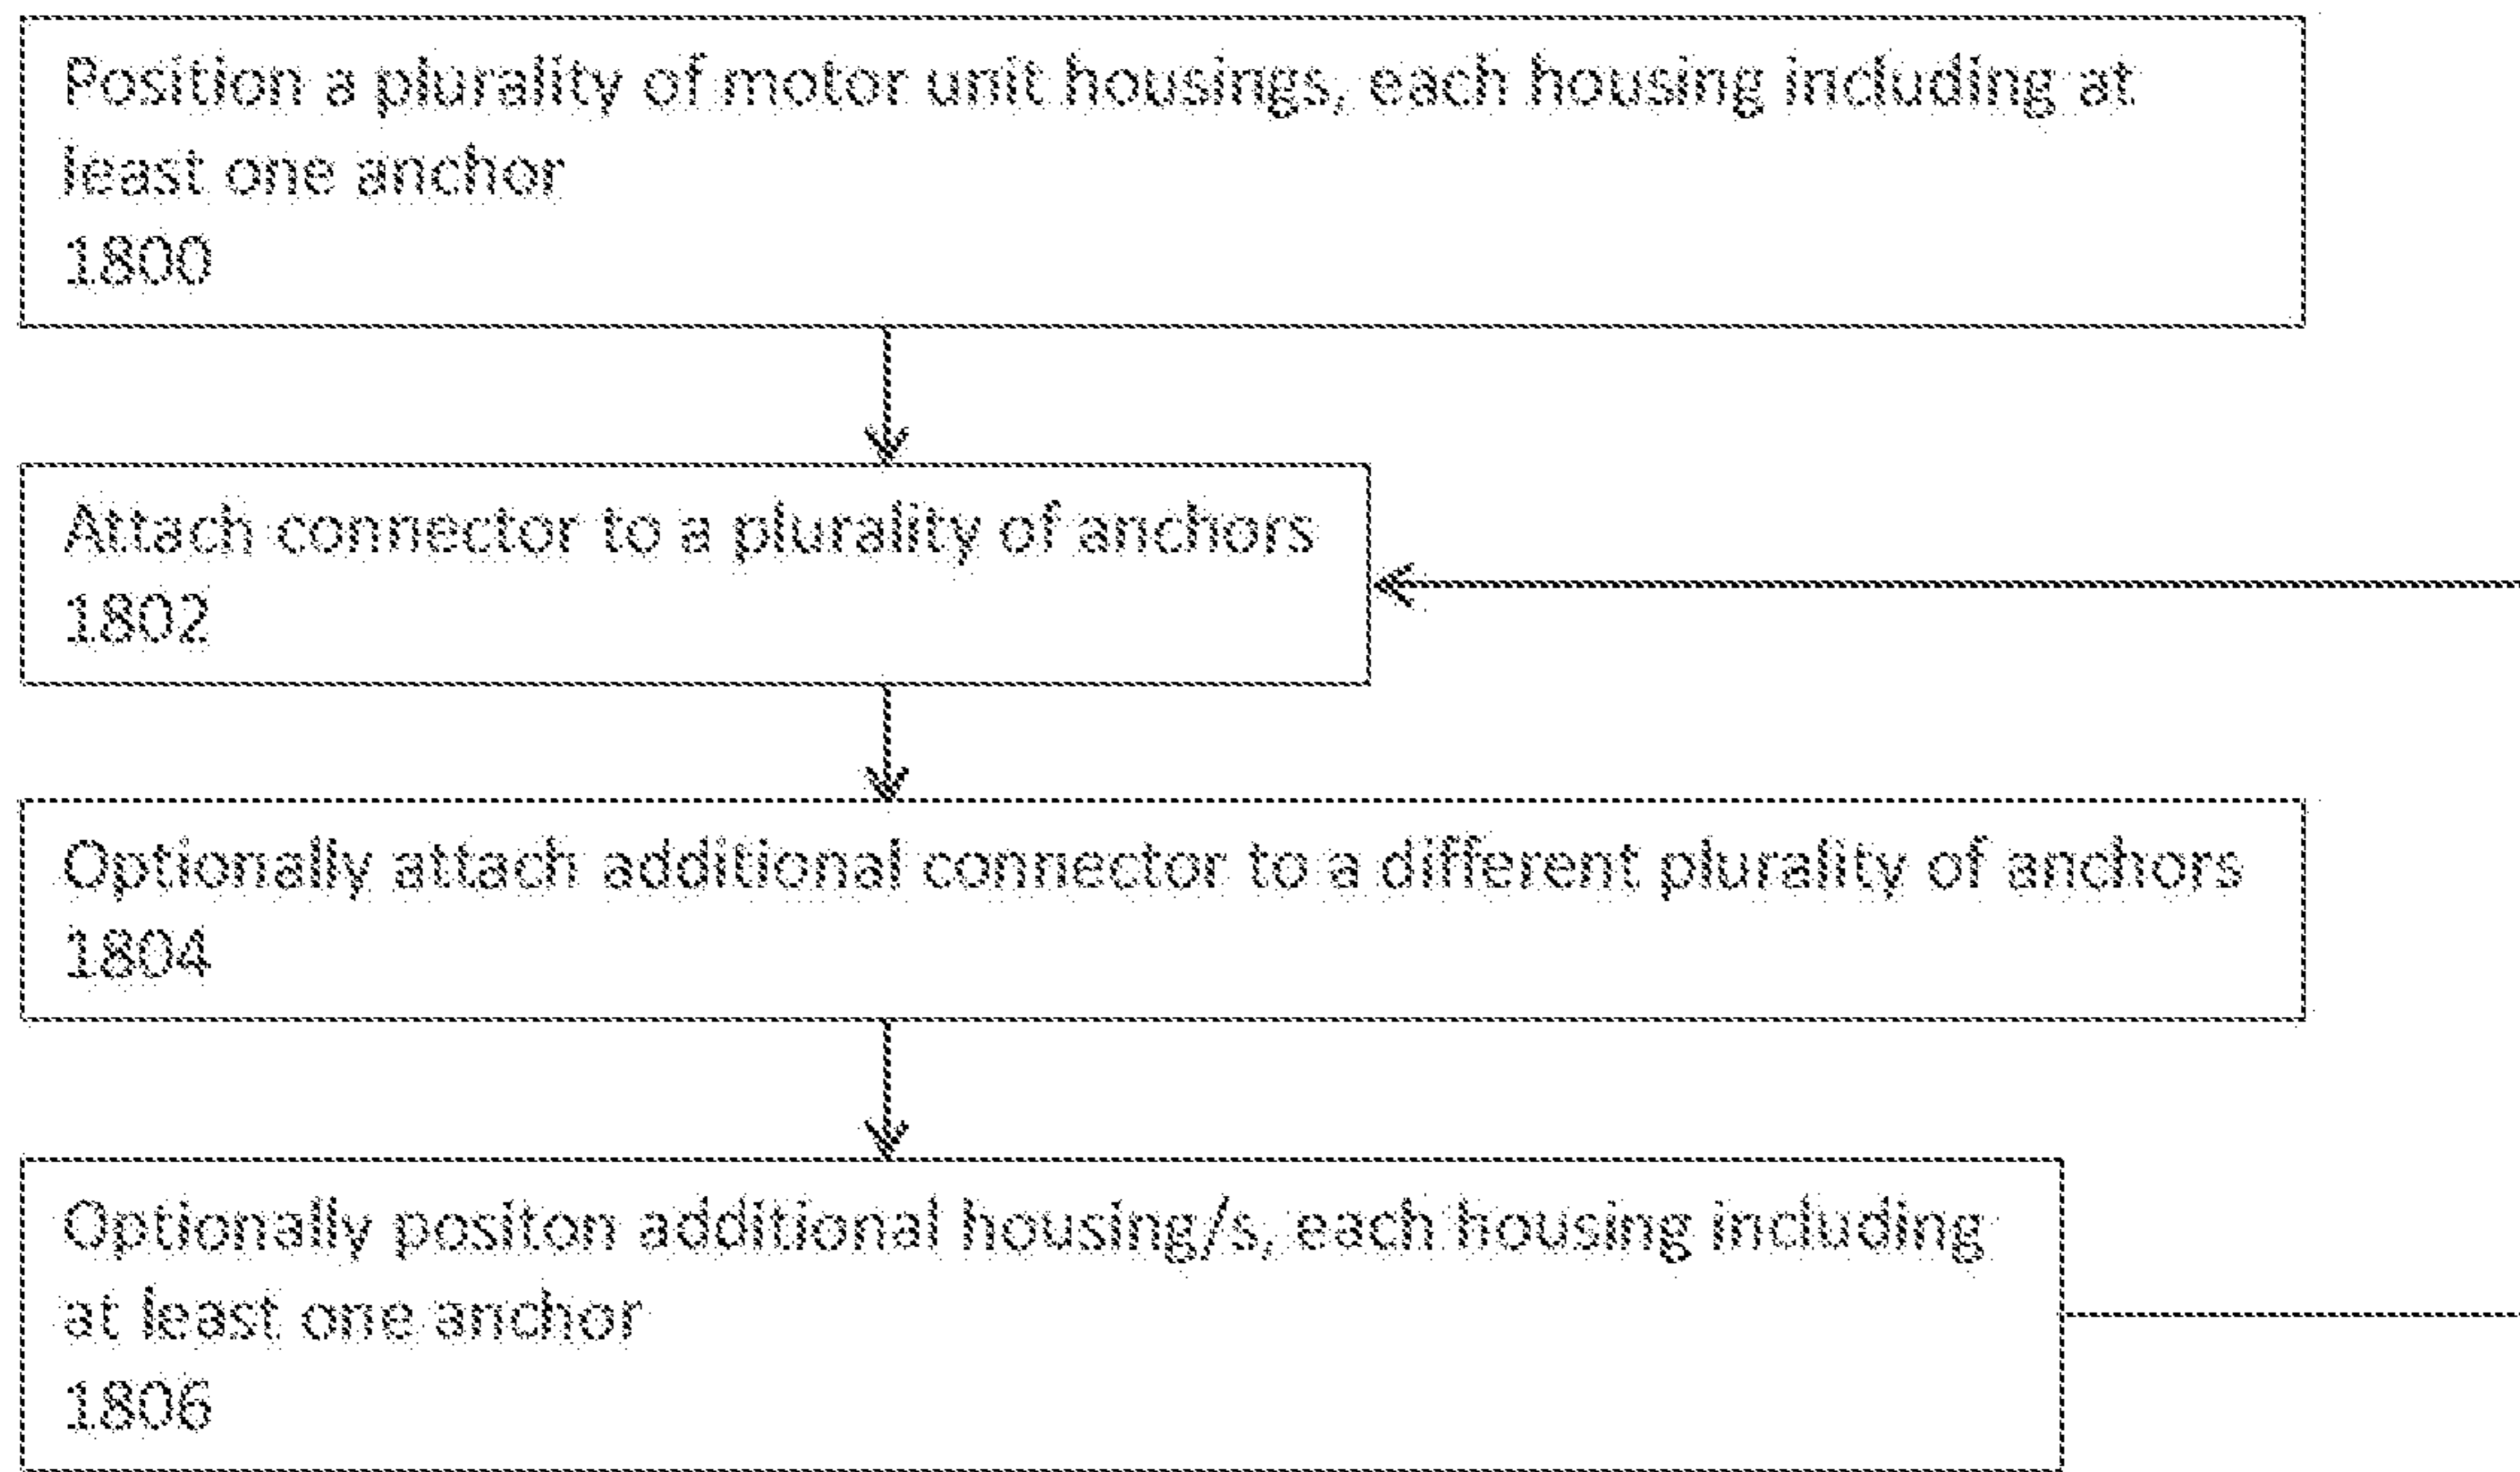 Position a plurality of motor unit housings, each housing including at
least one anchor
1800
Attach connector to a plurality of anchors
1802
Optionally attach additional connector to a different plurality of anchors
1804
Optionally positon additional housing/s, each housing including
at least one anchor
1806